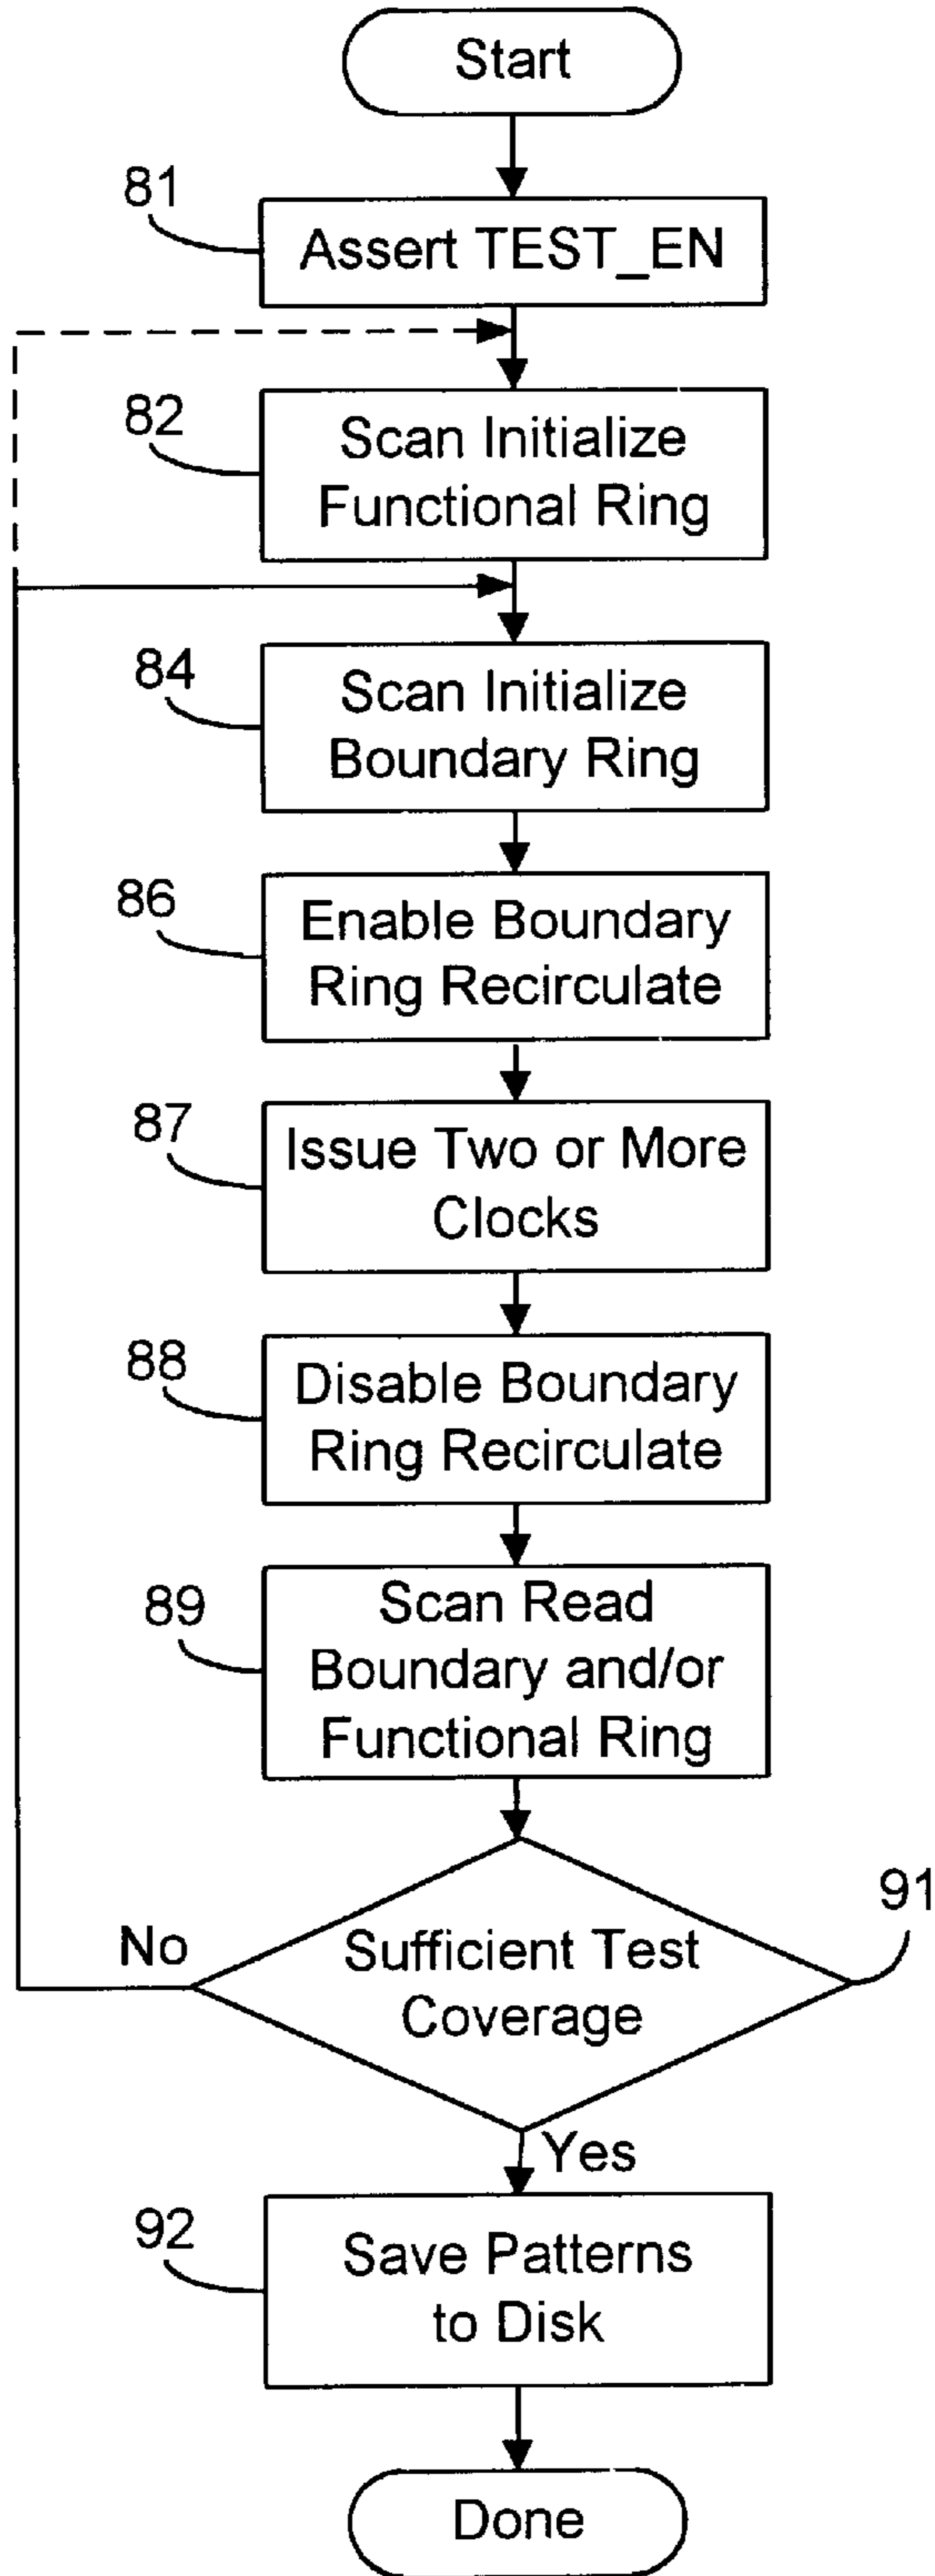 Start
81
Assert TEST_EN
82
Scan Initialize
Functional Ring
84
Scan Initialize
Boundary Ring
86
Enable Boundary
Ring Recirculate
87
Issue Two or More
Clocks
88
Disable Boundary
Ring Recirculate
89
Scan Read
Boundary and/or
Functional Ring
91
No
Sufficient Test
Coverage
Yes
92
Save Patterns
to Disk
Done